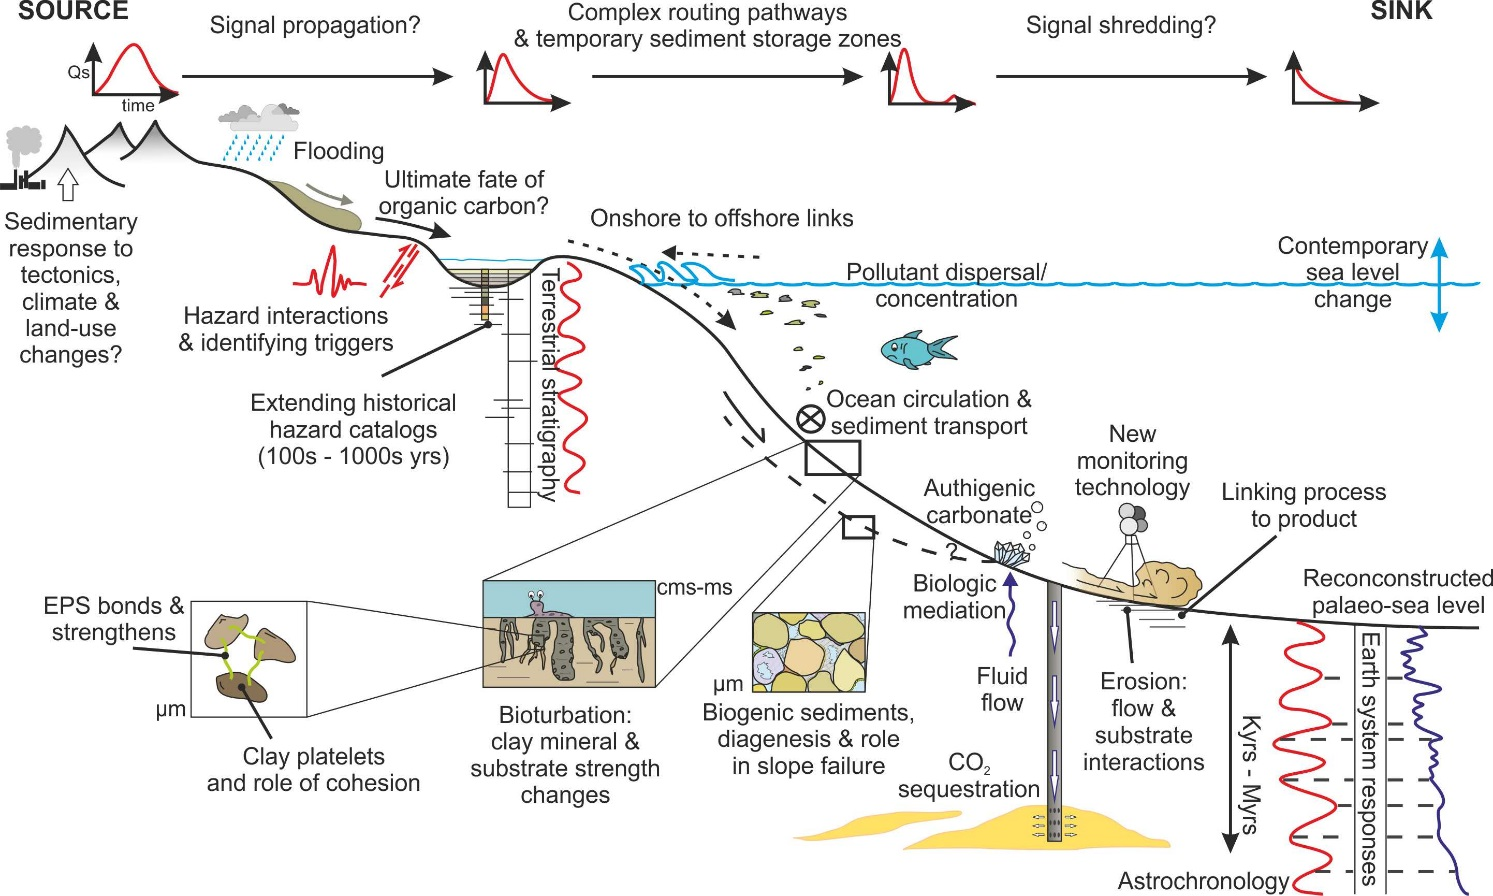 SOURCE
Signal propagation?
Complex routing pathways
& temporary sediment storage zones
Signal shredding?
SINK
Qs
time
Flooding
Ultimate fate of
organic carbon?
Onshore to offshore links
Sedimentary
response to
tectonics,
climate &
land-use
changes?
Hazard interactions
& identifying triggers
Extending historical
hazard catalogs
(100s - 1000s yrs)
Terrestrial stratigraphy
Pollutant dispersal/
concentration
Contemporary
sea level
change
Ocean circulation &
sediment transport
New
monitoring
technology
Linking process
to product
Authigenic
carbonate
?
Biologic
mediation
Fluid
flow
Reconconstructed
palaeo-sea level
EPS bonds &
strengthens
µm
Clay platelets
and role of cohesion
cms-ms
Bioturbation:
clay mineral &
substrate strength
changes
µm
Biogenic sediments,
diagenesis & role
in slope failure
CO2
sequestration
Erosion:
flow &
substrate
interactions
Kyrs - Myrs
Earth system responses
Astrochronology